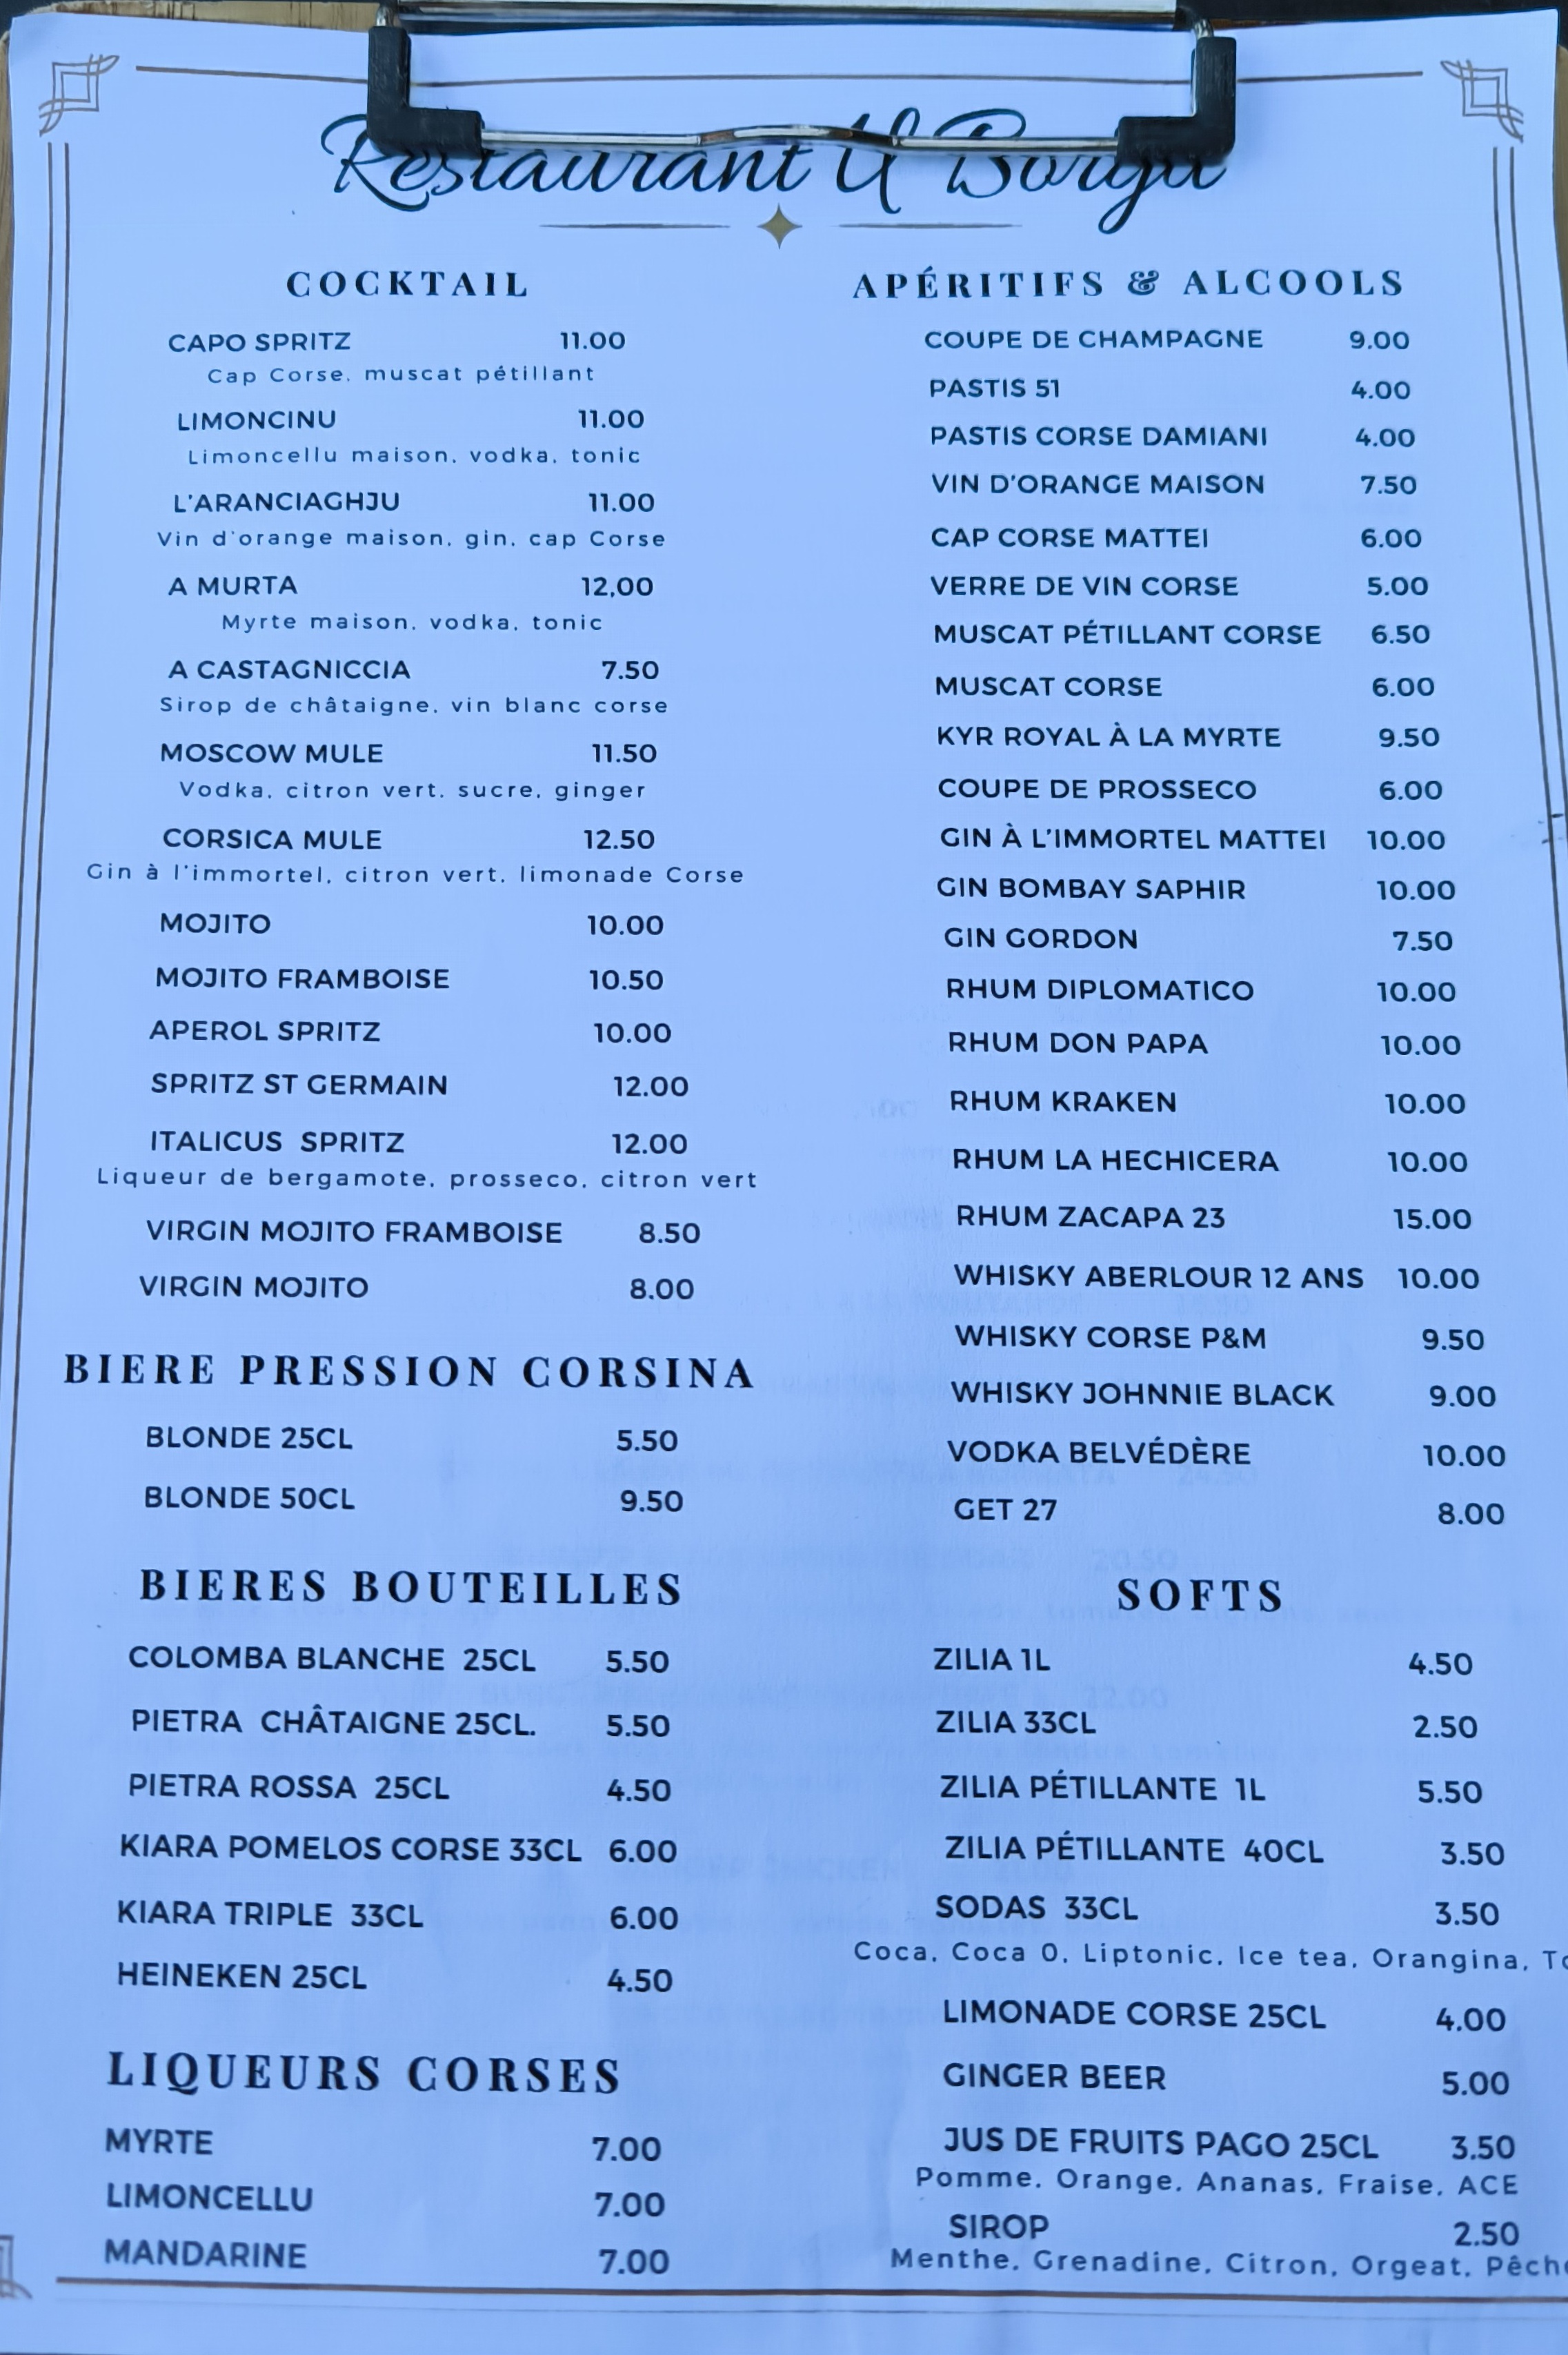 Restaurant U Borgu
COCKTAIL
CAPO SPRITZ 11.00
Cap Corse, muscat pétillant
LIMONCINU 11.00
Limoncellu maison, vodka, tonic
L'ARANCIAGHJU 11.00
Vin d'orange maison, gin, cap Corse
A MURTA 12,00
Myrte maison, vodka, tonic
A CASTAGNICCIA 7.50
Sirop de châtaigne, vin blanc corse
MOSCOW MULE 11.50
Vodka, citron vert, sucre, ginger
CORSICA MULE 12.50
Gin à l'immortel, citron vert, limonade Corse
MOJITO 10.00
MOJITO FRAMBOISE 10.50
APEROL SPRITZ 10.00
SPRITZ ST GERMAIN 12.00
ITALICUS SPRITZ 12.00
Liqueur de bergamote, prosseco, citron vert
VIRGIN MOJITO FRAMBOISE 8.50
VIRGIN MOJITO 8.00
BIERE PRESSION CORSINA
BLONDE 25CL 5.50
BLONDE 50CL 9.50
BIERES BOUTEILLES
COLOMBA BLANCHE 25CL 5.50
PIETRA CHÂTAIGNE 25CL. 5.50
PIETRA ROSSA 25CL 4.50
KIARA POMELOS CORSE 33CL 6.00
KIARA TRIPLE 33CL 6.00
HEINEKEN 25CL 4.50
LIQUEURS CORSES
MYRTE 7.00
LIMONCELLU 7.00
MANDARINE 7.00
APÉRITIFS & ALCOOLS
COUPE DE CHAMPAGNE 9.00
PASTIS 51 4.00
PASTIS CORSE DAMIANI 4.00
VIN D'ORANGE MAISON 7.50
CAP CORSE MATTEI 6.00
VERRE DE VIN CORSE 5.00
MUSCAT PÉTILLANT CORSE 6.50
MUSCAT CORSE 6.00
KYR ROYAL À LA MYRTE 9.50
COUPE DE PROSSECO 6.00
GIN À L'IMMORTEL MATTEI 10.00
GIN BOMBAY SAPHIR 10.00
GIN GORDON 7.50
RHUM DIPLOMATICO 10.00
RHUM DON PAPA 10.00
RHUM KRAKEN 10.00
RHUM LA HECHICERA 10.00
RHUM ZACAPA 23 15.00
WHISKY ABERLOUR 12 ANS 10.00
WHISKY CORSE P&M 9.50
WHISKY JOHNNIE BLACK 9.00
VODKA BELVÉDÈRE 10.00
GET 27 8.00
SOFTS
ZILIA 1L 4.50
ZILIA 33CL 2.50
ZILIA PÉTILLANTE 1L 5.50
ZILIA PÉTILLANTE 40CL 3.50
SODAS 33CL 3.50
Coca, Coca 0, Liptonic, Ice tea, Orangina,
LIMONADE CORSE 25CL 4.00
GINGER BEER 5.00
JUS DE FRUITS PAGO 25CL 3.50
Pomme, Orange, Ananas, Fraise, ACE
SIROP 2.50
Menthe, Grenadine, Citron, Orgeat, Pêche